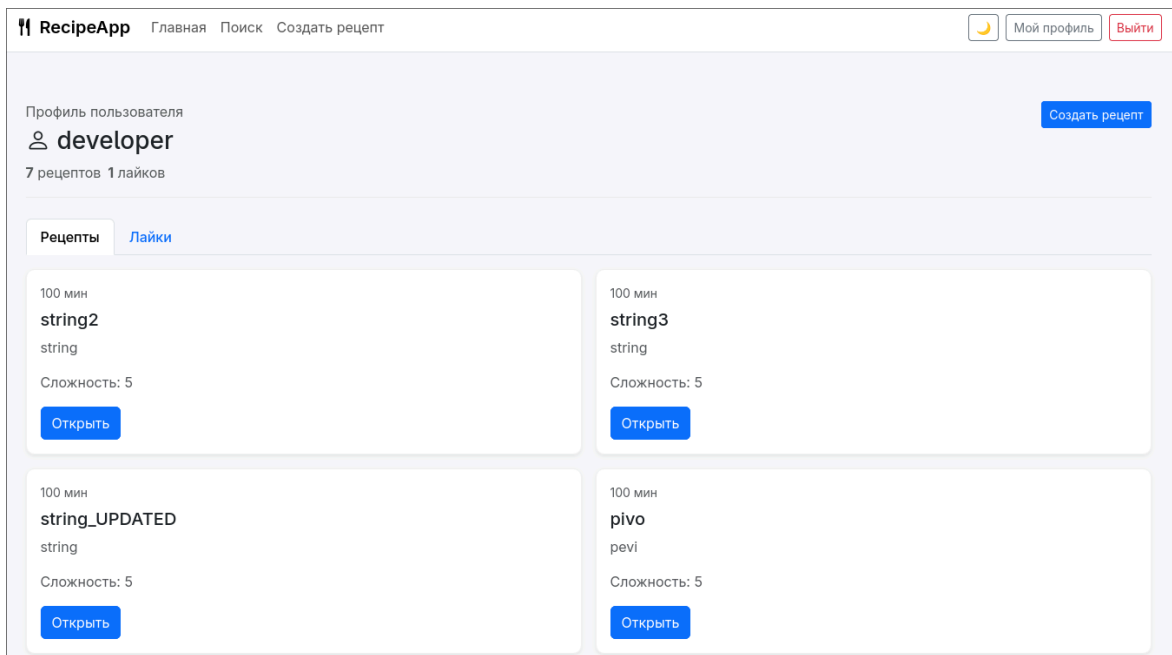 RecipeApp Главная Поиск Создать рецепт Мой профиль Выйти
Профиль пользователя
Создать рецепт
developer
7 рецептов 1 лайков
Рецепты Лайки
100 мин
string2
string
Сложность: 5
Открыть
100 мин
string3
string
Сложность: 5
Открыть
100 мин
string_UPDATED
string
Сложность: 5
Открыть
100 мин
pivo
pevi
Сложность: 5
Открыть